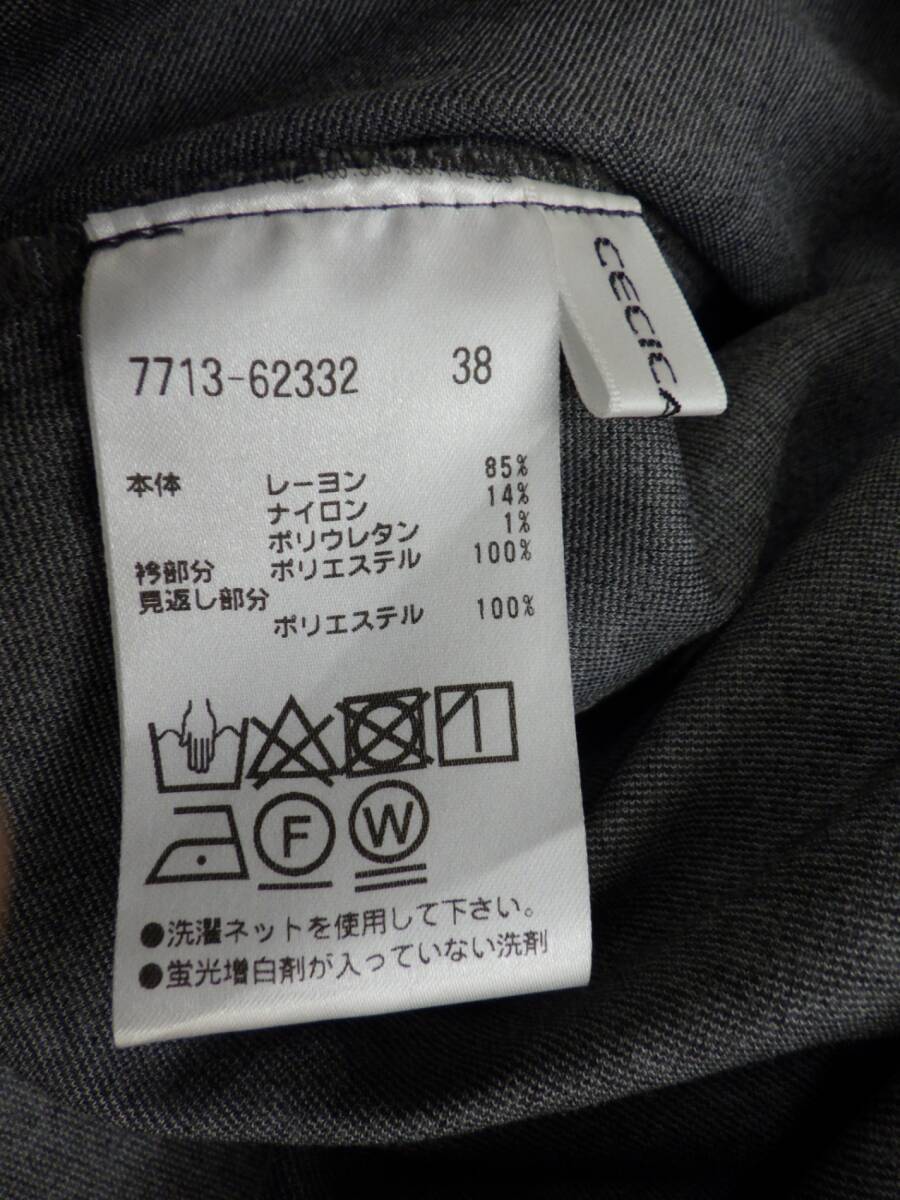 7713-62332 38
本体 レーヨン 85%
ナイロン 14%
ポリウレタン 1%
衿部分 ポリエステル 100%
見返し部分
ポリエステル 100%
F W
●洗濯ネットを使用して下さい。
●蛍光増白剤が入っていない洗剤
CECILCA